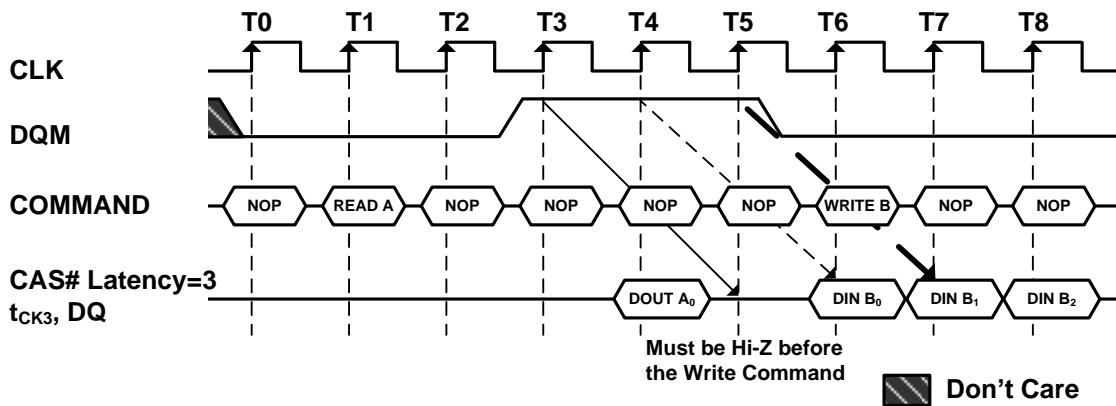 T0 T1 T2 T3 T4 T5 T6 T7 T8
CLK
DQM
COMMAND NOP READ A NOP NOP NOP NOP WRITE B NOP NOP
CAS# Latency=3
tCK3, DQ DOUT A0 DIN B0 DIN B1 DIN B2
Must be Hi-Z before
the Write Command
Don't Care